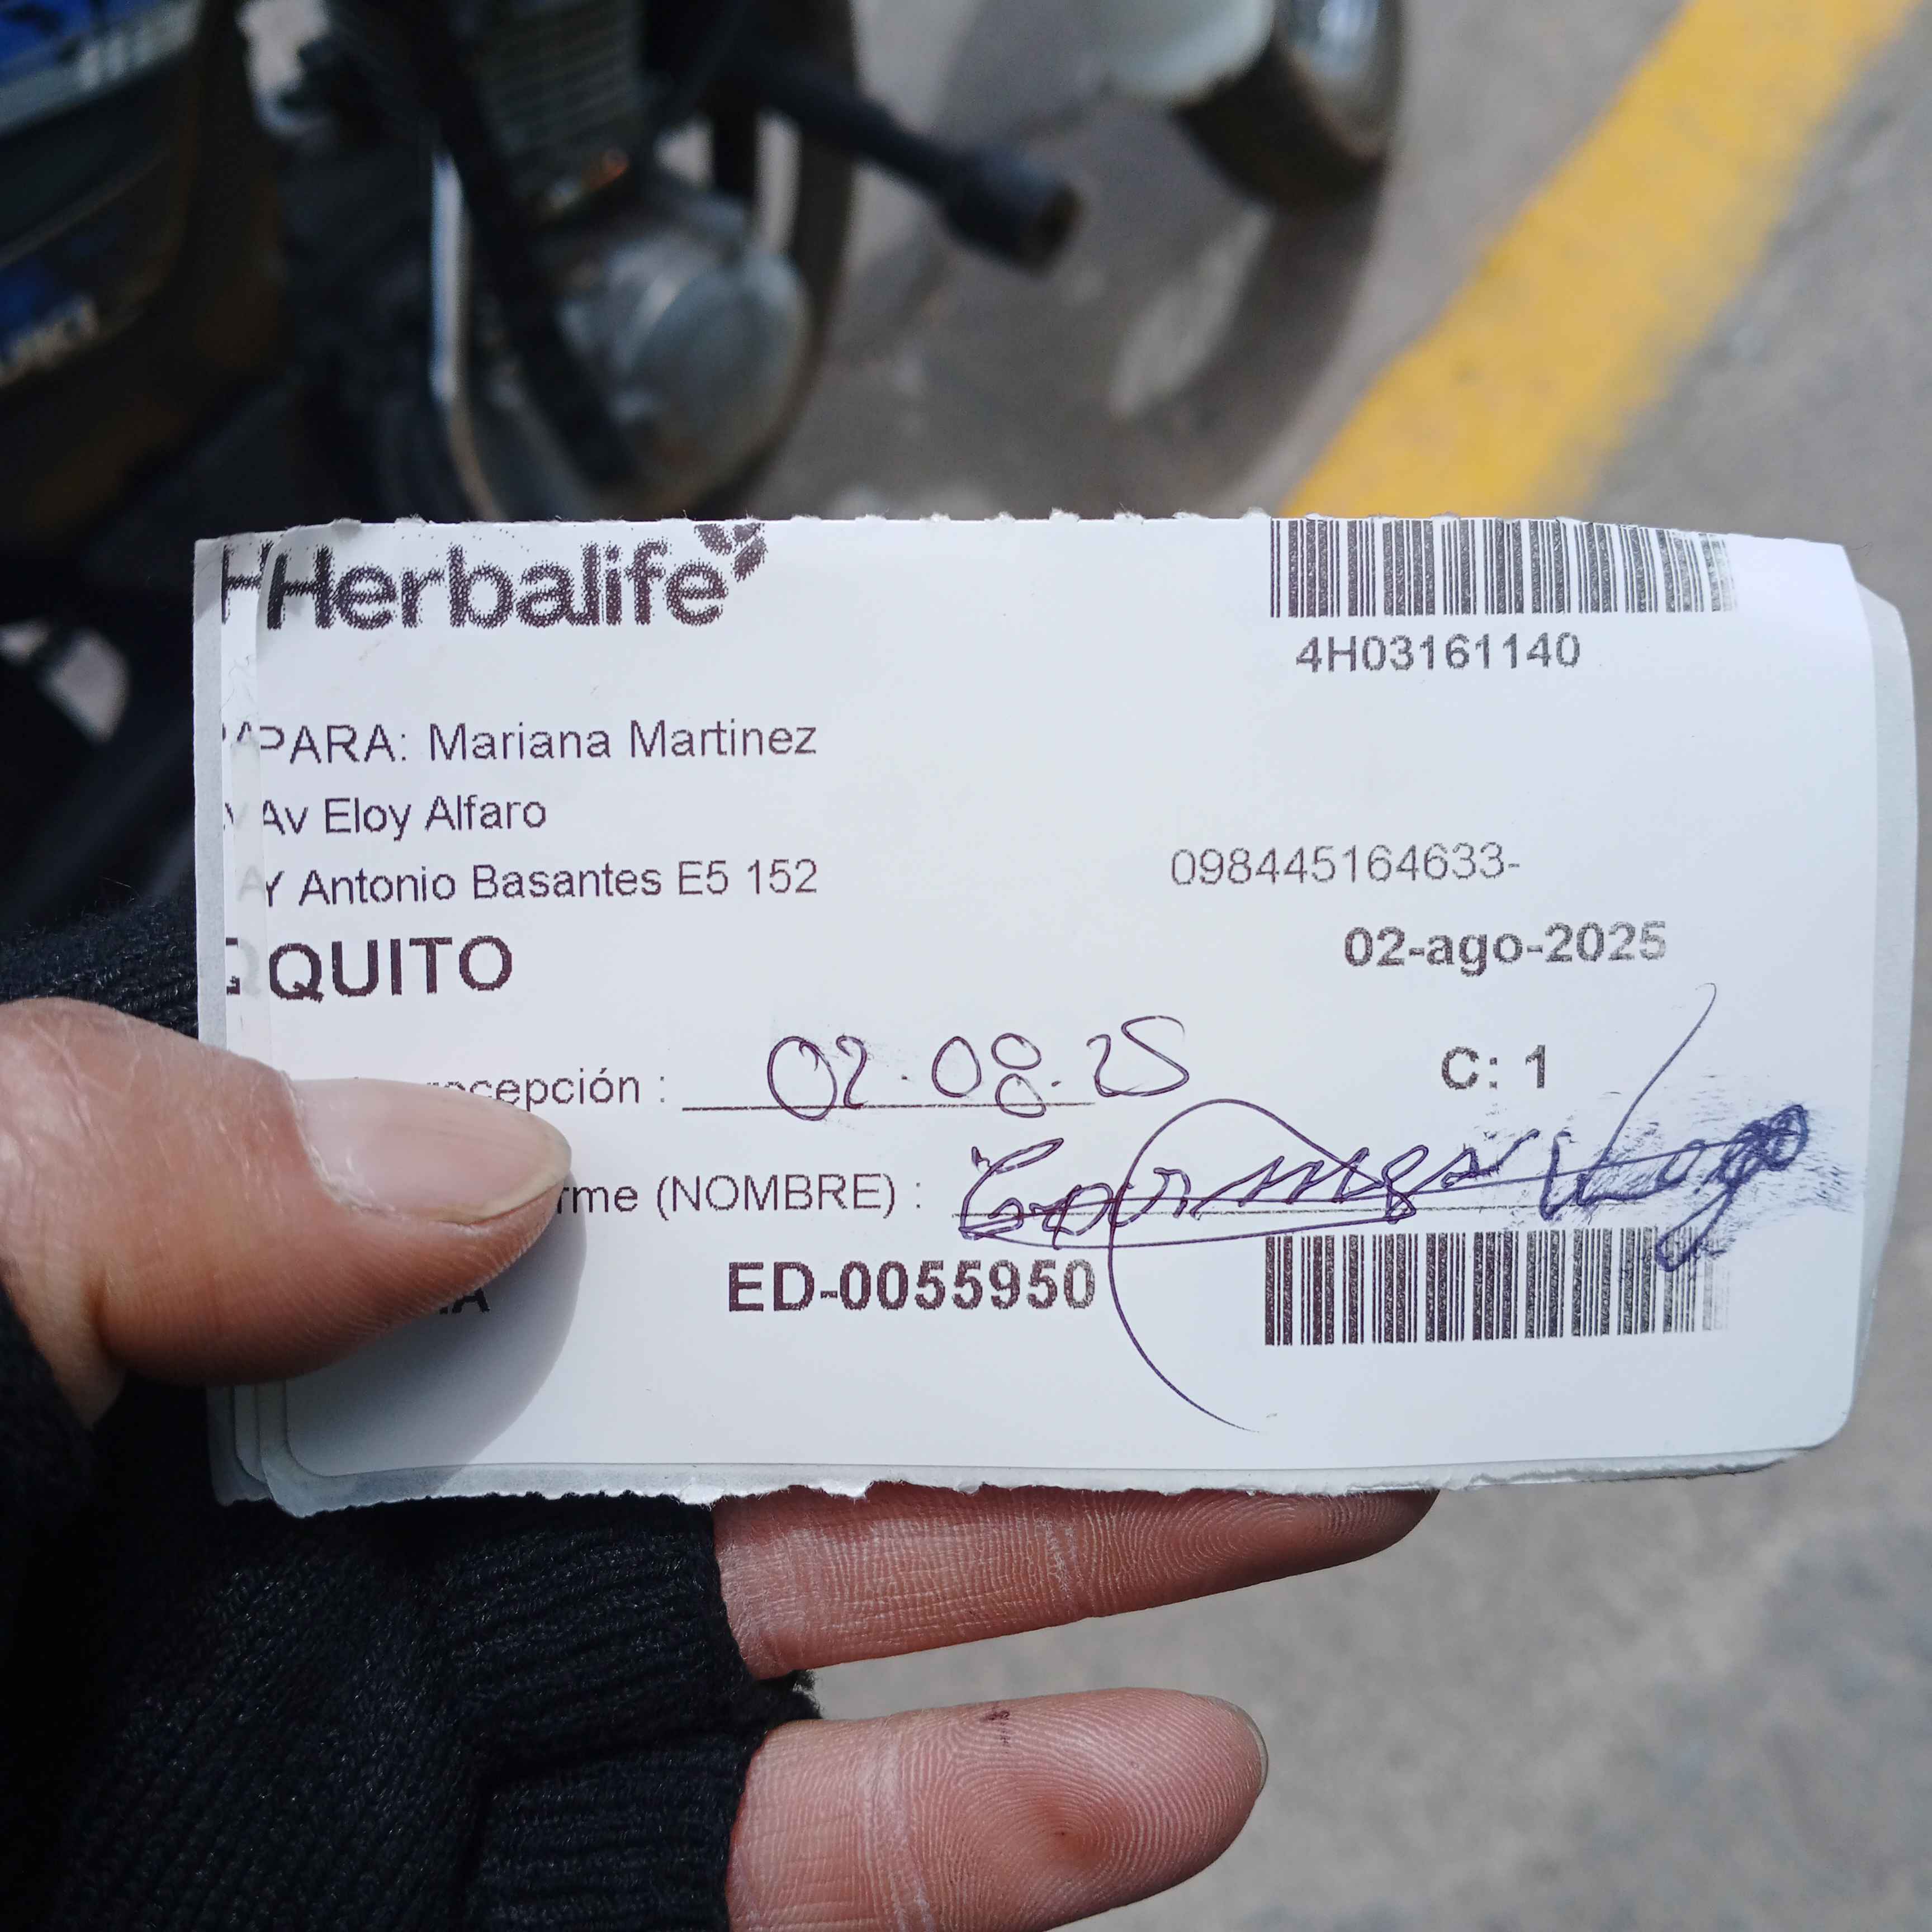 Herbalife
4H03161140
PARA: Mariana Martinez
Av Eloy Alfaro
Y Antonio Basantes E5 152
098445164633-
QUITO
02-ago-2025
recepción : 02.08.25
C: 1
rme (NOMBRE) :
ED-0055950